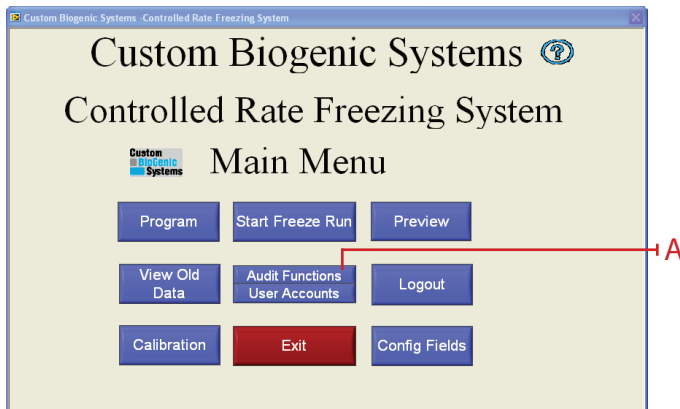 Custom Biogenic Systems -Controlled Rate Freezing System
Custom Biogenic Systems ?
Controlled Rate Freezing System
Custom
BioGenic
Systems
Main Menu
Program
Start Freeze Run
Preview
View Old
Data
Audit Functions
User Accounts
Logout
A
Calibration
Exit
Config Fields